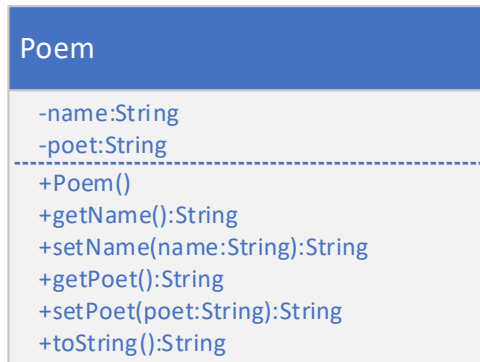 Poem
-name:String
-poet:String
+Poem()
+getName():String
+setName(name:String):String
+getPoet():String
+setPoet(poet:String):String
+toString():String